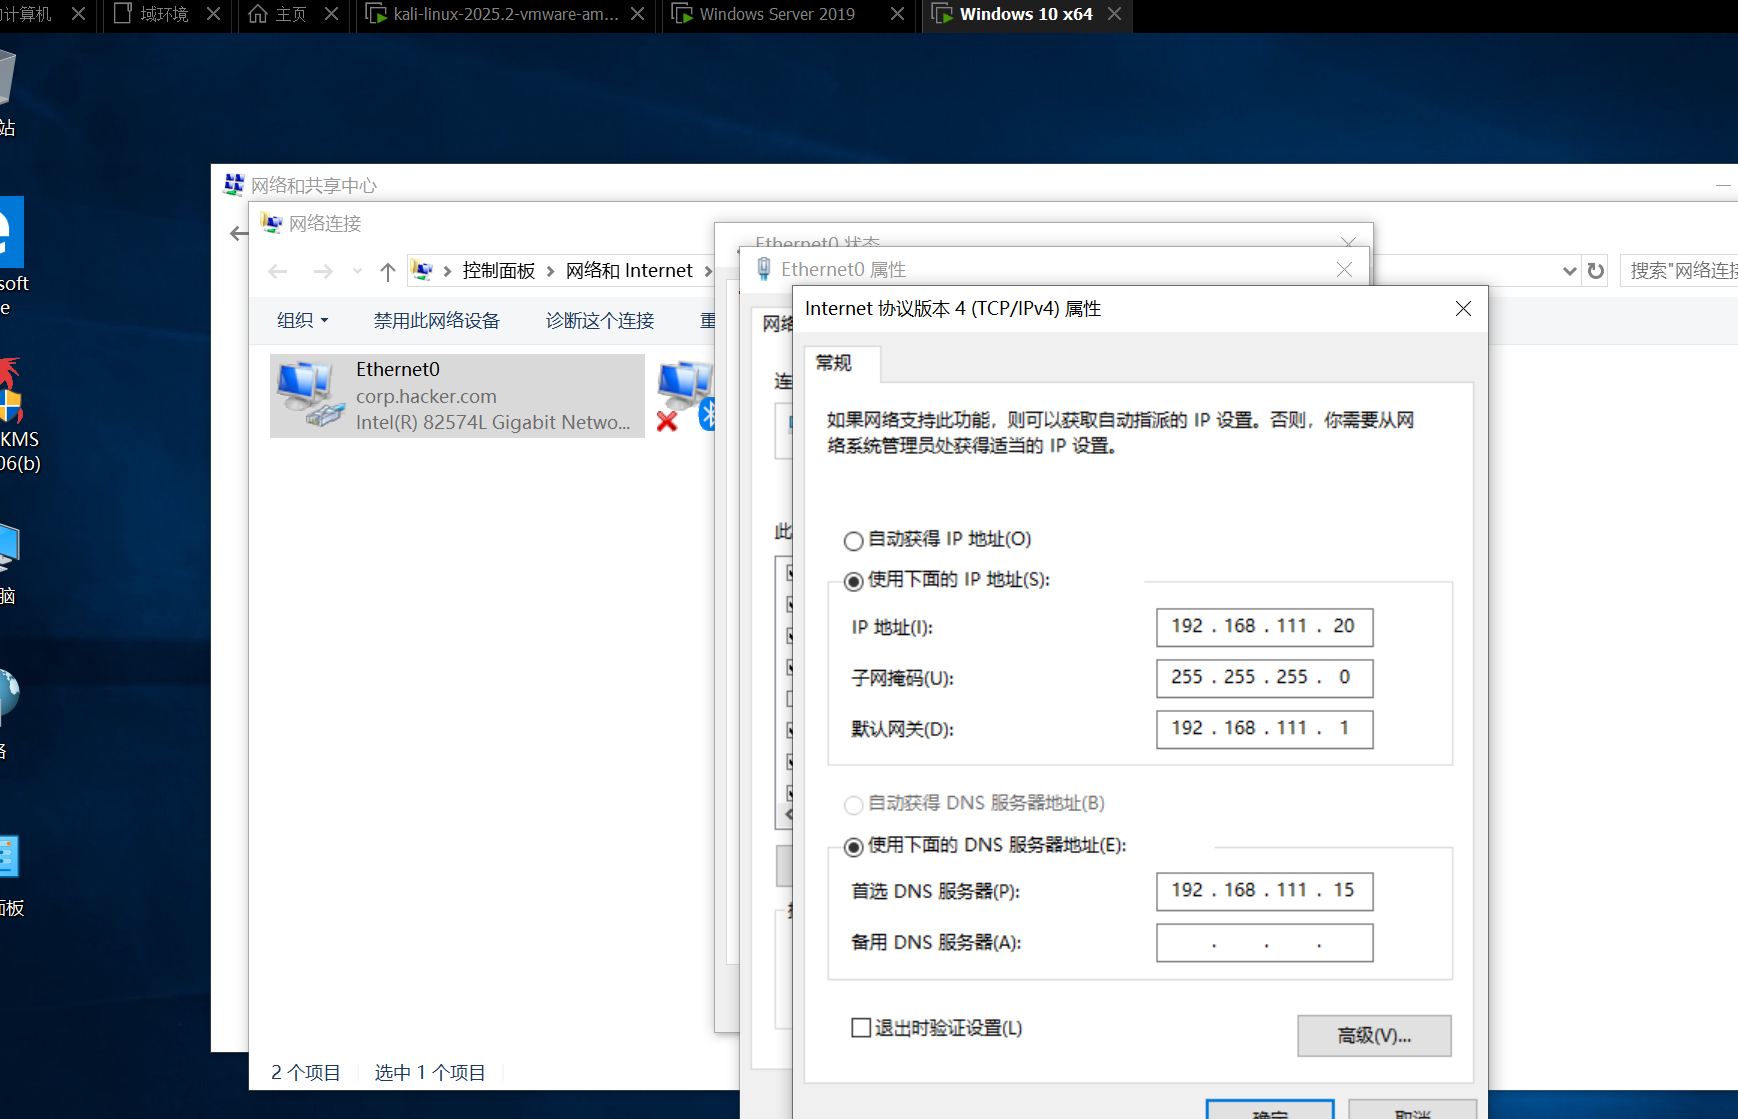 计算机
域环境
主页
kali-linux-2025.2-vmware-am...
Windows Server 2019
Windows 10 x64
站
soft
e
KMS
06(b)
脑
络
面板
网络和共享中心
网络连接
控制面板
网络和 Internet
搜索"网络连接
组织
禁用此网络设备
诊断这个连接
重
Ethernet0
corp.hacker.com
Intel(R) 82574L Gigabit Netwo...
2 个项目
选中 1 个项目
Ethernet0 状态
Ethernet0 属性
网络
连
此
Internet 协议版本 4 (TCP/IPv4) 属性
常规
如果网络支持此功能，则可以获取自动指派的 IP 设置。否则，你需要从网
络系统管理员处获得适当的 IP 设置。
自动获得 IP 地址(O)
使用下面的 IP 地址(S):
IP 地址(I):
192 . 168 . 111 . 20
子网掩码(U):
255 . 255 . 255 . 0
默认网关(D):
192 . 168 . 111 . 1
自动获得 DNS 服务器地址(B)
使用下面的 DNS 服务器地址(E):
首选 DNS 服务器(P):
192 . 168 . 111 . 15
备用 DNS 服务器(A):
. . .
退出时验证设置(L)
高级(V)...
确定
取消